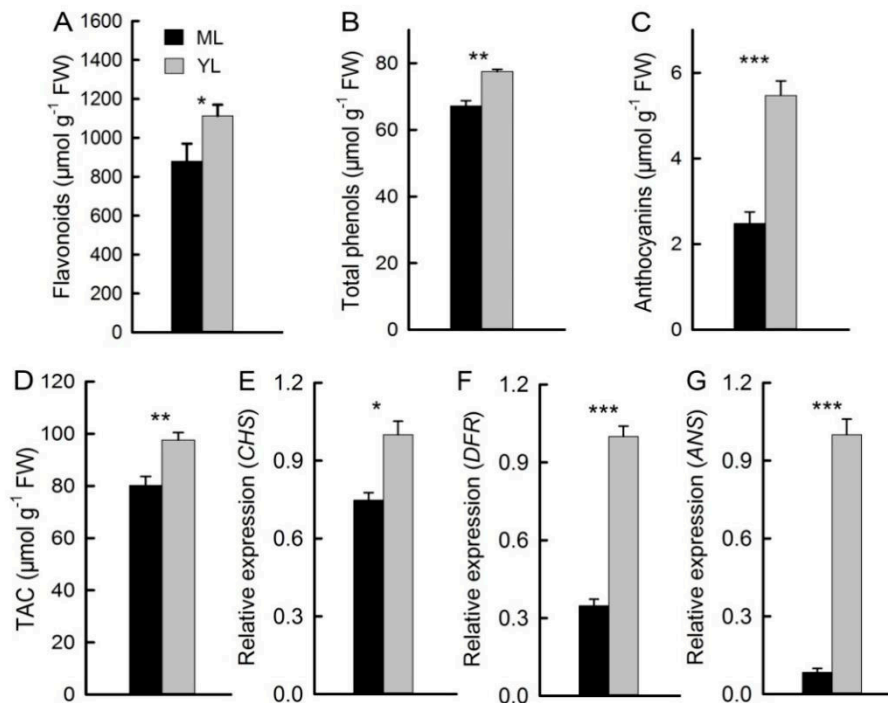 A
Flavonoids (µmol g⁻¹ FW)
1600
1400
1200
1000
800
600
400
200
0
ML
YL
*
B
Total phenols (µmol g⁻¹ FW)
80
60
40
20
0
**
C
Anthocyanins (µmol g⁻¹ FW)
6
4
2
0
***
D
TAC (µmol g⁻¹ FW)
120
100
80
60
40
20
0
**
E
Relative expression (CHS)
1.2
0.9
0.6
0.3
0.0
*
F
Relative expression (DFR)
1.2
0.9
0.6
0.3
0.0
***
G
Relative expression (ANS)
1.2
0.9
0.6
0.3
0.0
***